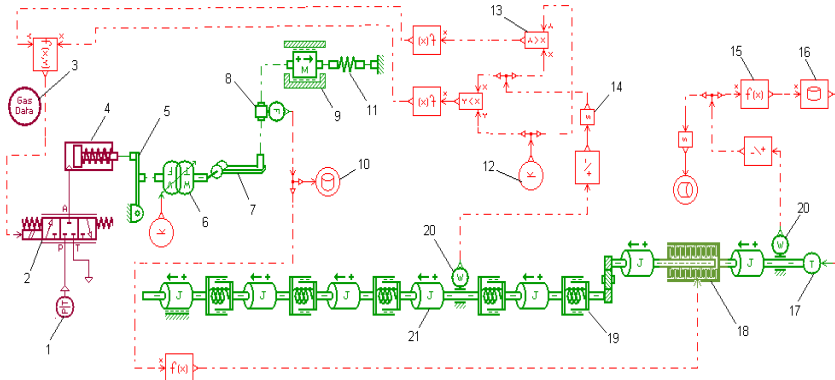 13
Y
X
Y
X
f(x,y)
f(x)
Y>X
15
16
X
X
3
8
+
M
X
f(x)
14
X
f(x)
Gas
Data
4
5
F
9
11
f(x)
X
Y<X
X
Y
s
s
-/+
12
K
10
-/+
A
2
P T
6
7
K
20
W
20
W
P|T
1
+
J
+
J
+
J
+
J
+
J
+
J
+
J
T
17
21
19
18
X
f(x)